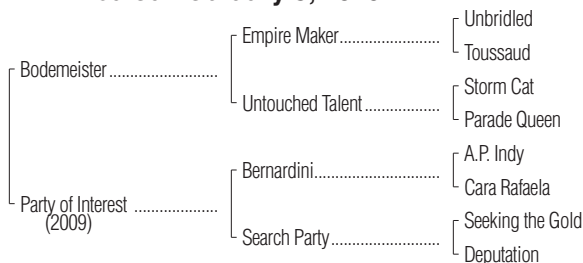 Unbridled
Empire Maker
Toussaud
Bodemeister
Storm Cat
Untouched Talent
Parade Queen
A.P. Indy
Bernardini
Cara Rafaela
Party of Interest
(2009)
Seeking the Gold
Search Party
Deputation